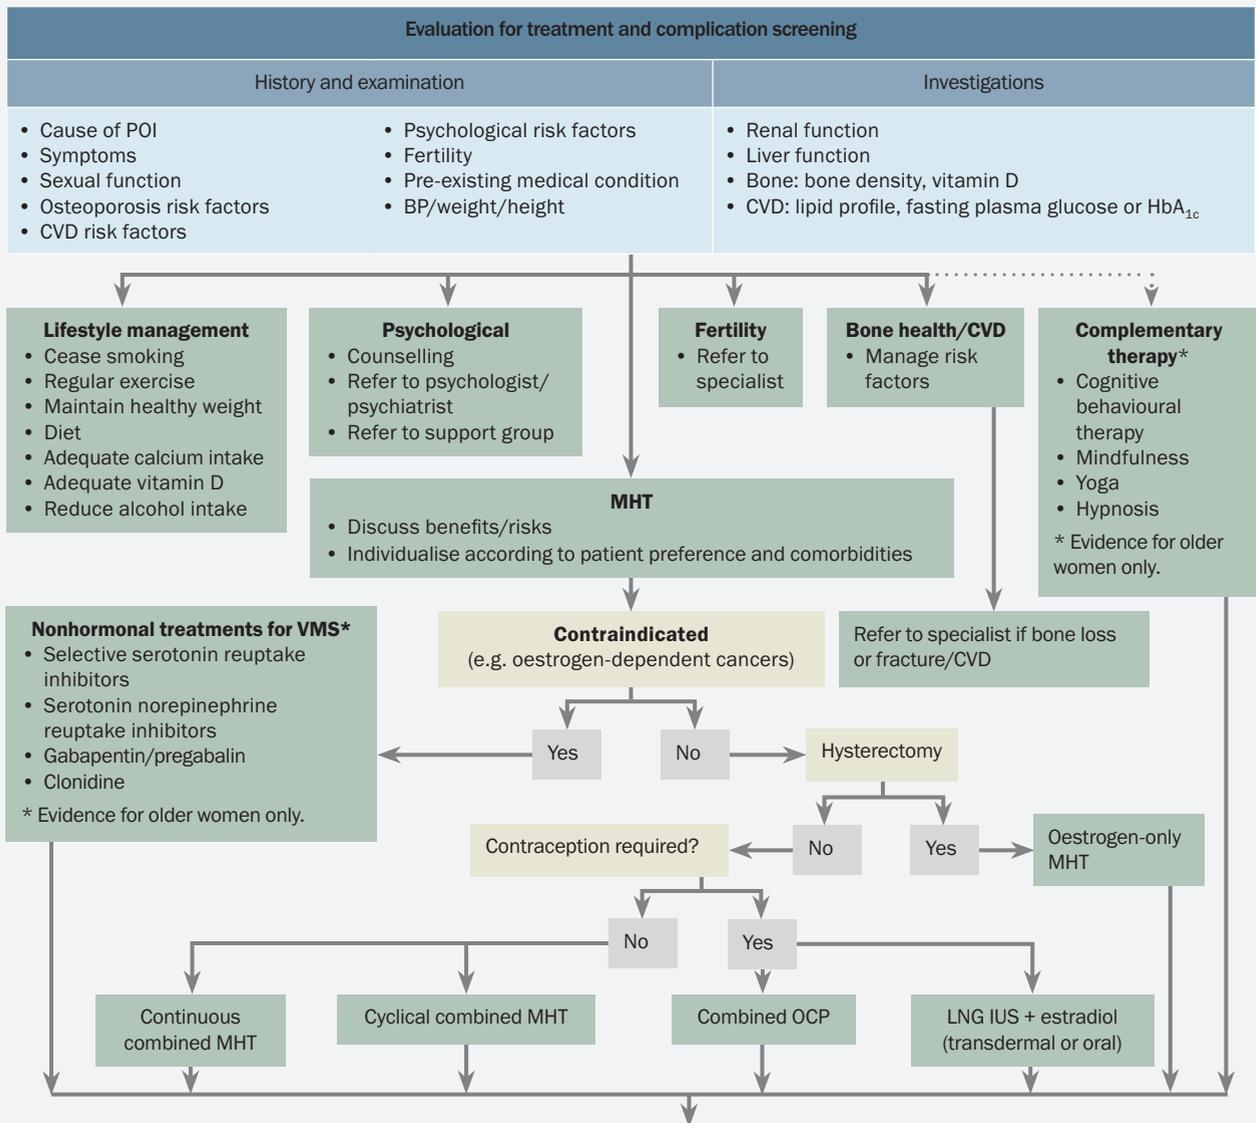 Evaluation for treatment and complication screening
History and examination
Investigations
• Cause of POI
• Symptoms
• Sexual function
• Osteoporosis risk factors
• CVD risk factors
• Psychological risk factors
• Fertility
• Pre-existing medical condition
• BP/weight/height
• Renal function
• Liver function
• Bone: bone density, vitamin D
• CVD: lipid profile, fasting plasma glucose or HbA1c
Lifestyle management
• Cease smoking
• Regular exercise
• Maintain healthy weight
• Diet
• Adequate calcium intake
• Adequate vitamin D
• Reduce alcohol intake
Psychological
• Counselling
• Refer to psychologist/
psychiatrist
• Refer to support group
Fertility
• Refer to
specialist
Bone health/CVD
• Manage risk
factors
Complementary
therapy*
• Cognitive
behavioural
therapy
• Mindfulness
• Yoga
• Hypnosis
* Evidence for older
women only.
MHT
• Discuss benefits/risks
• Individualise according to patient preference and comorbidities
Nonhormonal treatments for VMS*
• Selective serotonin reuptake
inhibitors
• Serotonin norepinephrine
reuptake inhibitors
• Gabapentin/pregabalin
• Clonidine
* Evidence for older women only.
Contraindicated
(e.g. oestrogen-dependent cancers)
Refer to specialist if bone loss
or fracture/CVD
Yes
No
Hysterectomy
Contraception required?
No
Yes
Oestrogen-only
MHT
No
Yes
Continuous
combined MHT
Cyclical combined MHT
Combined OCP
LNG IUS + estradiol
(transdermal or oral)